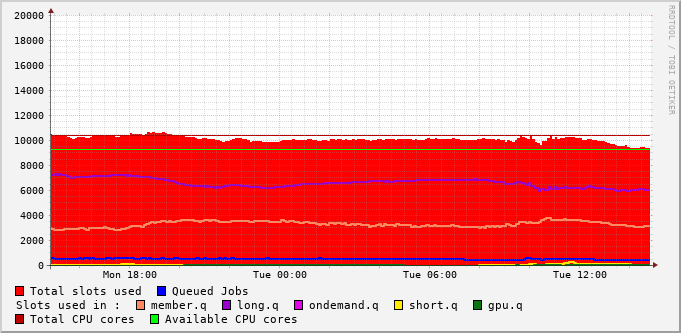 20000
18000
16000
14000
12000
10000
8000
6000
4000
2000
0
Mon 18:00 Tue 00:00 Tue 06:00 Tue 12:00
Total slots used Queued Jobs
Slots used in : member.q long.q ondemand.q short.q gpu.q
Total CPU cores Available CPU cores
RRDTOOL / TOBI OETIKER